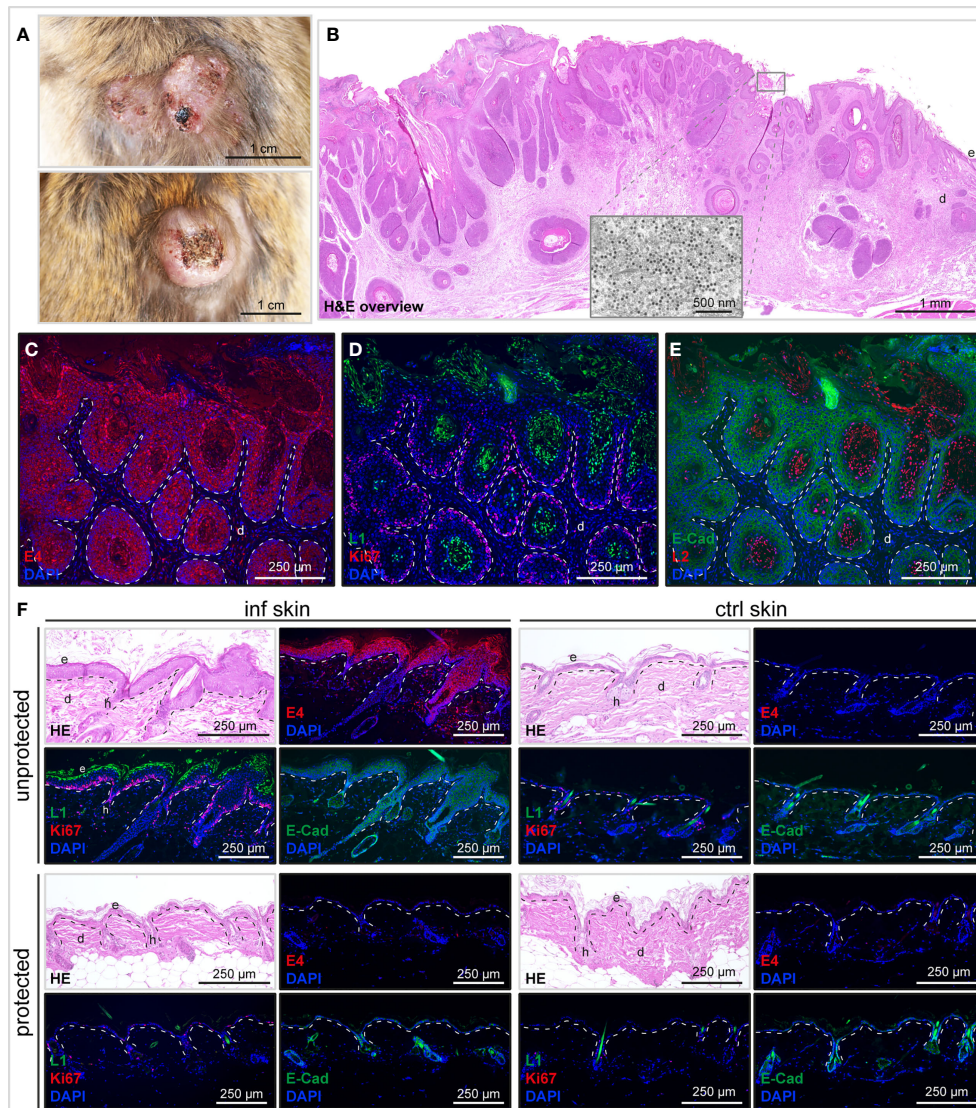 A
1 cm
1 cm
B
e
d
H&E overview
500 nm
1 mm
C
d
E4
DAPI
250 µm
D
d
L1
Ki67
DAPI
250 µm
E
d
E-Cad
L2
DAPI
250 µm
F
inf skin
ctrl skin
unprotected
e
d
h
HE
250 µm
E4
DAPI
250 µm
e
d
h
HE
250 µm
E4
DAPI
250 µm
e
h
L1
Ki67
DAPI
250 µm
E-Cad
DAPI
250 µm
L1
Ki67
DAPI
250 µm
E-Cad
DAPI
250 µm
protected
e
d
h
HE
250 µm
E4
DAPI
250 µm
e
h
d
HE
250 µm
E4
DAPI
250 µm
L1
Ki67
DAPI
250 µm
E-Cad
DAPI
250 µm
L1
Ki67
DAPI
250 µm
E-Cad
DAPI
250 µm